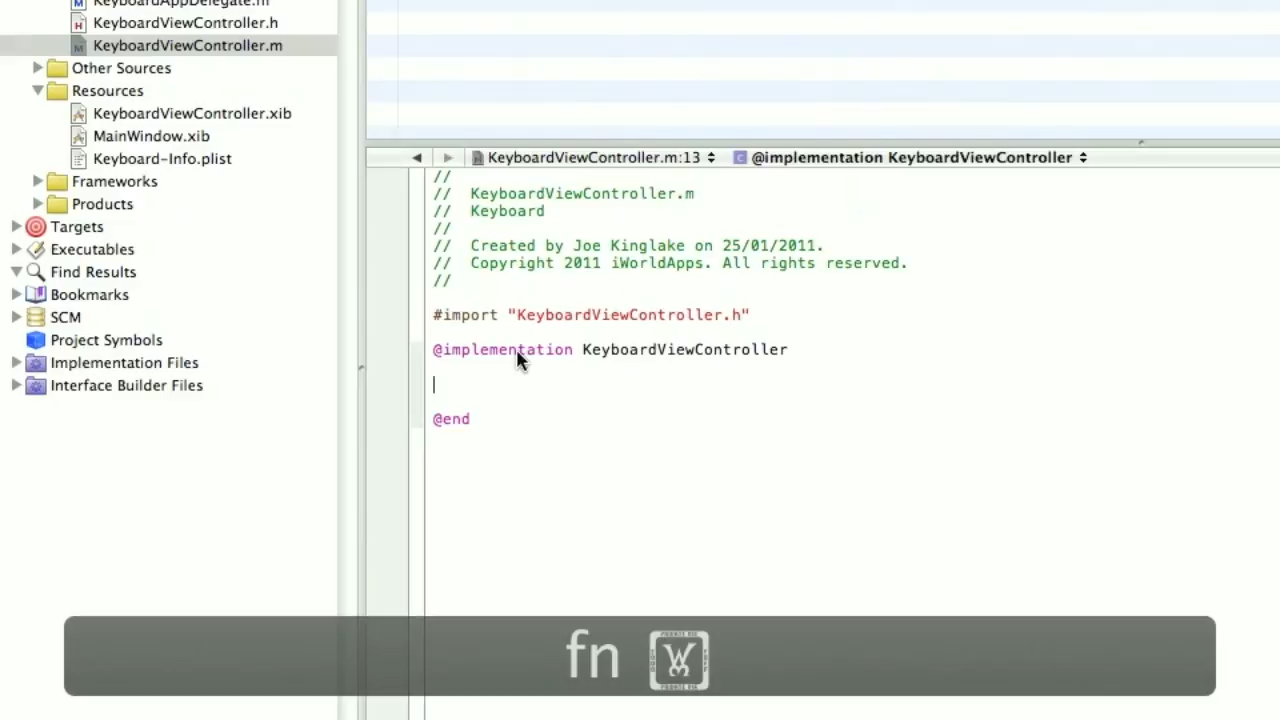 KeyboardAppDelegate.m
KeyboardViewController.h
KeyboardViewController.m
Other Sources
Resources
KeyboardViewController.xib
MainWindow.xib
Keyboard-Info.plist
Frameworks
Products
Targets
Executables
Find Results
Bookmarks
SCM
Project Symbols
Implementation Files
Interface Builder Files
KeyboardViewController.m:13 @implementation KeyboardViewController
//
// KeyboardViewController.m
// Keyboard
//
// Created by Joe Kinglake on 25/01/2011.
// Copyright 2011 iWorldApps. All rights reserved.
//
#import "KeyboardViewController.h"
@implementation KeyboardViewController
@end
fn